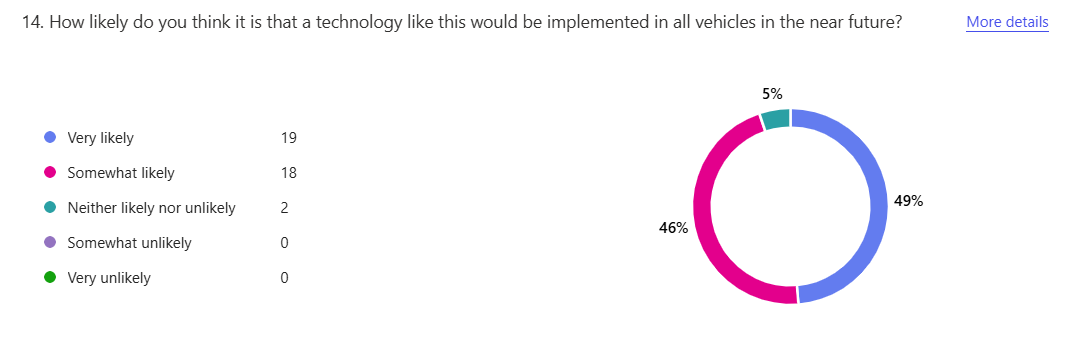 14. How likely do you think it is that a technology like this would be implemented in all vehicles in the near future?
More details
Very likely 19
Somewhat likely 18
Neither likely nor unlikely 2
Somewhat unlikely 0
Very unlikely 0
5%
49%
46%